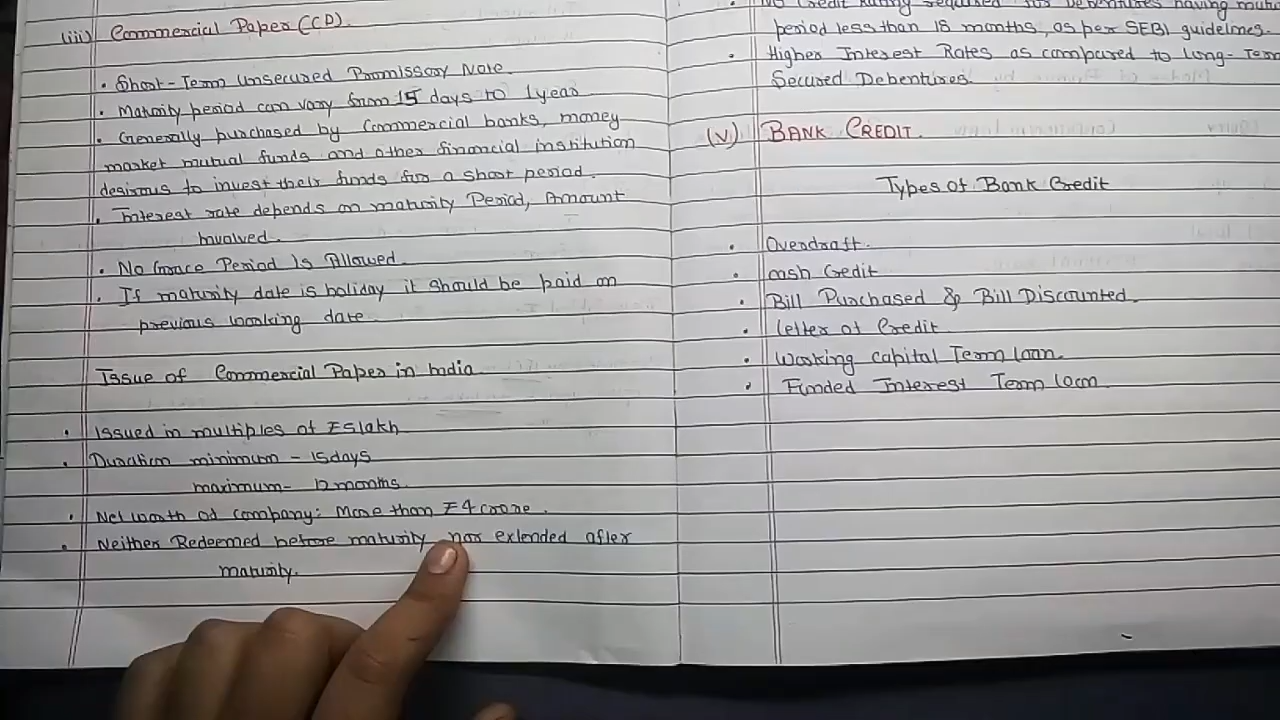 (iii) Commercial Paper (CP).
• Short-Term Unsecured Promissory Note
• Maturity period can vary from 15 days to 1 year
• Generally purchased by Commercial banks, money
market mutual funds and other financial institution
desirous to invest their funds for a short period.
• Interest rate depends on maturity Period, Amount
Involved.
• No Grace Period Is Allowed.
• If maturity date is holiday it should be paid on
previous working date.
Issue of Commercial Paper in India
• Issued in multiples of ₹5 lakh
• Duration minimum - 15 days
maximum - 12 months.
• Net worth of company: More than ₹4 crore.
• Neither Redeemed before maturity nor extended after
maturity.
• No Credit Rating required for Debentures having
period less than 18 months, as per SEBI guidelines.
• Higher Interest Rates as compared to Long-Term
Secured Debentures.
(v) BANK CREDIT.
Types of Bank Credit
• Overdraft.
• Cash Credit
• Bill Purchased & Bill Discounted.
• Letter of Credit
• Working Capital Term loan.
• Funded Interest Term loan